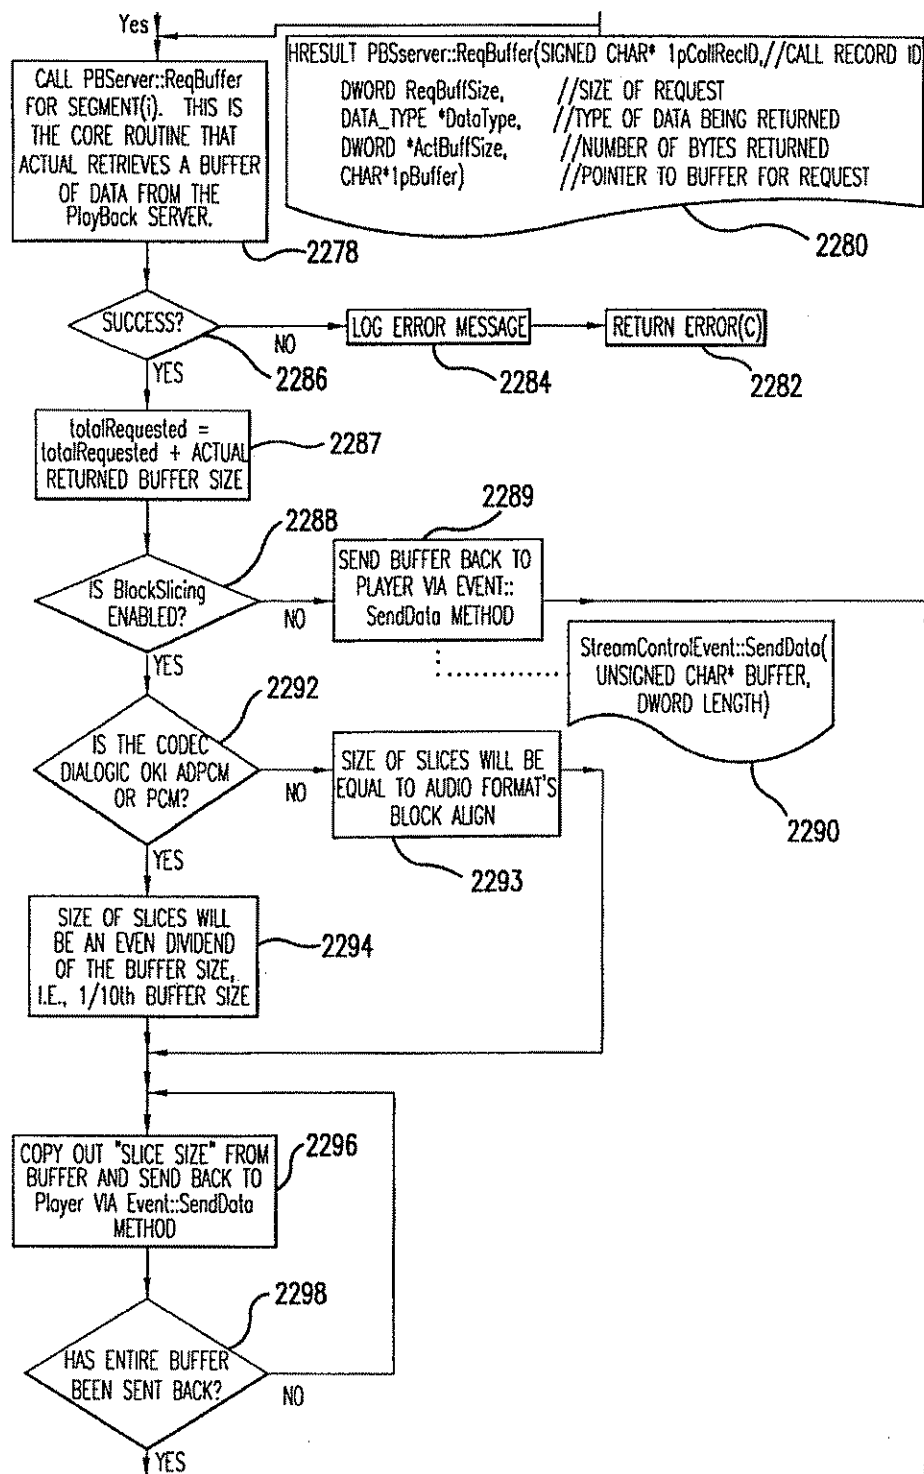 Yes
CALL PBServer::ReqBuffer
FOR SEGMENT(i). THIS IS
THE CORE ROUTINE THAT
ACTUAL RETRIEVES A BUFFER
OF DATA FROM THE
PlayBack SERVER.
2278
HRESULT PBSserver::ReqBuffer(SIGNED CHAR* 1pCallRecID,//CALL RECORD ID
DWORD ReqBuffSize, //SIZE OF REQUEST
DATA_TYPE *DataType, //TYPE OF DATA BEING RETURNED
DWORD *ActBuffSize, //NUMBER OF BYTES RETURNED
CHAR*1pBuffer) //POINTER TO BUFFER FOR REQUEST
2280
SUCCESS?
NO
2286
YES
LOG ERROR MESSAGE
2284
RETURN ERROR(C)
2282
totalRequested =
totalRequested + ACTUAL
RETURNED BUFFER SIZE
2287
2288
IS BlockSlicing
ENABLED?
NO
YES
2289
SEND BUFFER BACK TO
PLAYER VIA EVENT::
SendData METHOD
StreamControlEvent::SendData(
UNSIGNED CHAR* BUFFER,
DWORD LENGTH)
2290
2292
IS THE CODEC
DIALOGIC OKI ADPCM
OR PCM?
NO
YES
SIZE OF SLICES WILL BE
EQUAL TO AUDIO FORMAT'S
BLOCK ALIGN
2293
SIZE OF SLICES WILL
BE AN EVEN DIVIDEND
OF THE BUFFER SIZE,
I.E., 1/10th BUFFER SIZE
2294
COPY OUT "SLICE SIZE" FROM
BUFFER AND SEND BACK TO
Player VIA Event::SendData
METHOD
2296
2298
HAS ENTIRE BUFFER
BEEN SENT BACK?
NO
YES